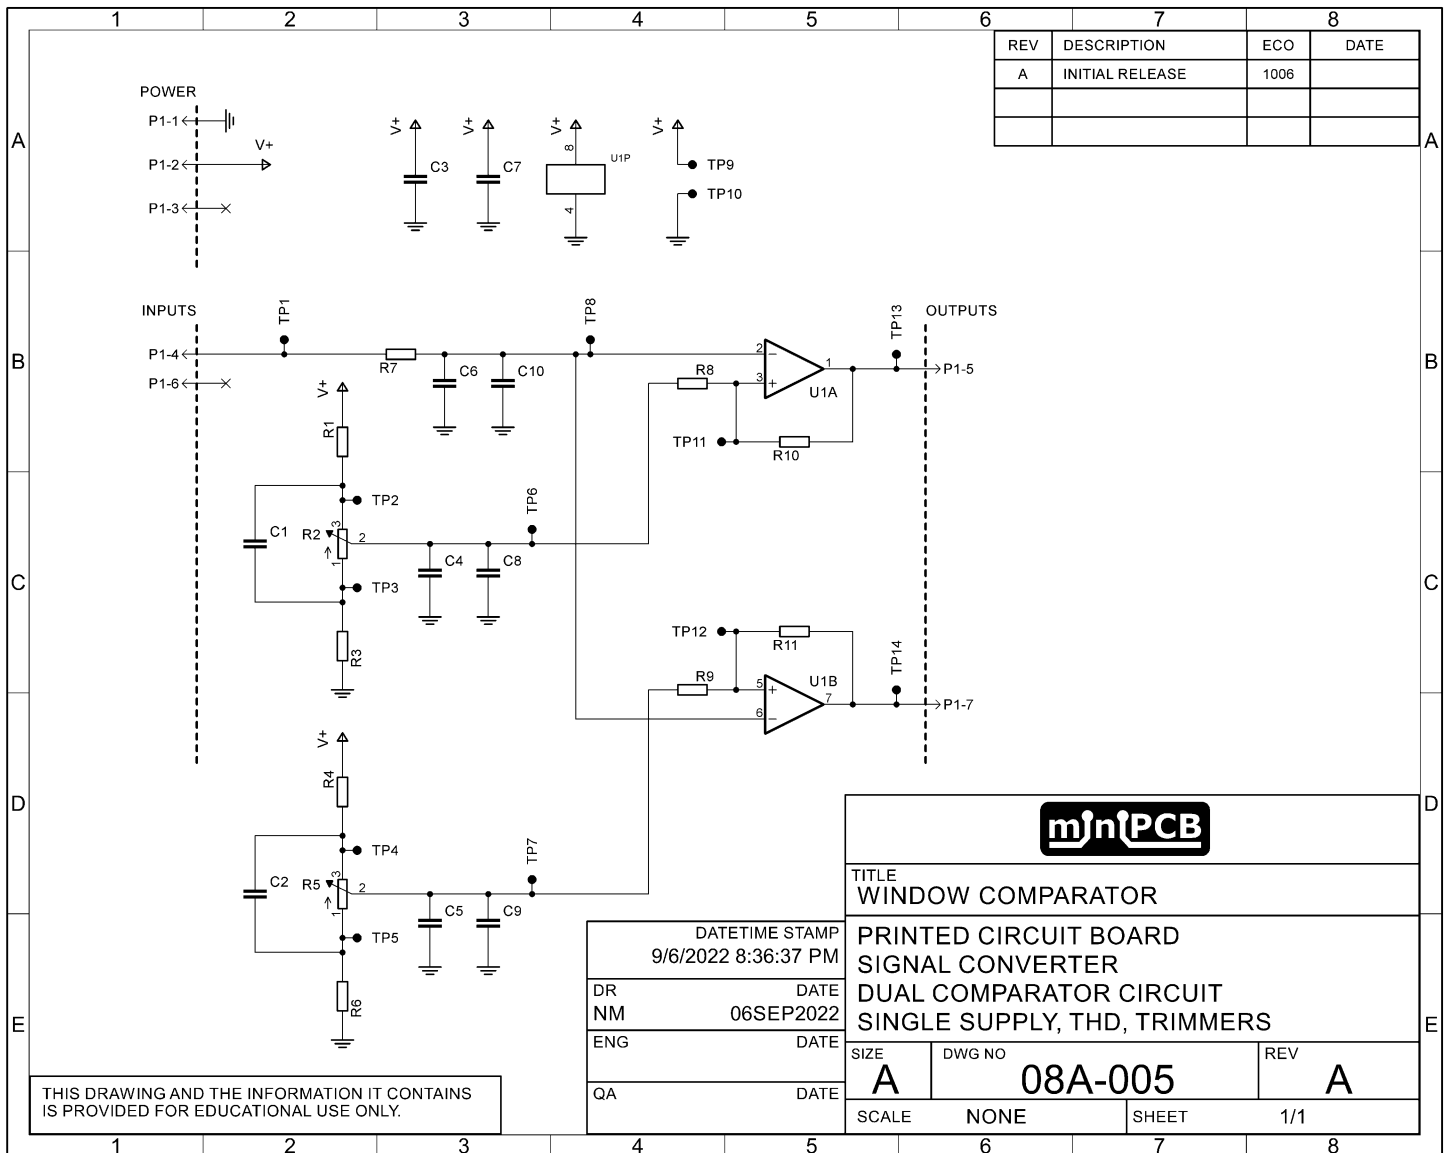 1 2 3 4 5 6 7 8
REV DESCRIPTION ECO DATE
A INITIAL RELEASE 1006
POWER
P1-1
V+
P1-2
P1-3
V+ C3
V+ C7
V+ 8 U1P 4
V+ TP9
TP10
A A
INPUTS
TP1
TP8
TP13
OUTPUTS
P1-4
P1-6
R7
C6
C10
R8
2 −
3 +
1
U1A
P1-5
B B
TP11
R10
V+
R1
TP2
C1
R2
3
2
1
TP3
R3
C4
C8
TP6
C C
TP12
R11
R9
5 +
6 −
7
U1B
TP14
P1-7
V+
R4
TP4
C2
R5
3
2
1
TP5
R6
C5
C9
TP7
D D
miniPCB
TITLE
WINDOW COMPARATOR
PRINTED CIRCUIT BOARD
SIGNAL CONVERTER
DUAL COMPARATOR CIRCUIT
SINGLE SUPPLY, THD, TRIMMERS
DATETIME STAMP
9/6/2022 8:36:37 PM
DR DATE
NM 06SEP2022
ENG DATE
QA DATE
SIZE DWG NO REV
A 08A-005 A
SCALE NONE SHEET 1/1
E E
THIS DRAWING AND THE INFORMATION IT CONTAINS
IS PROVIDED FOR EDUCATIONAL USE ONLY.
1 2 3 4 5 6 7 8